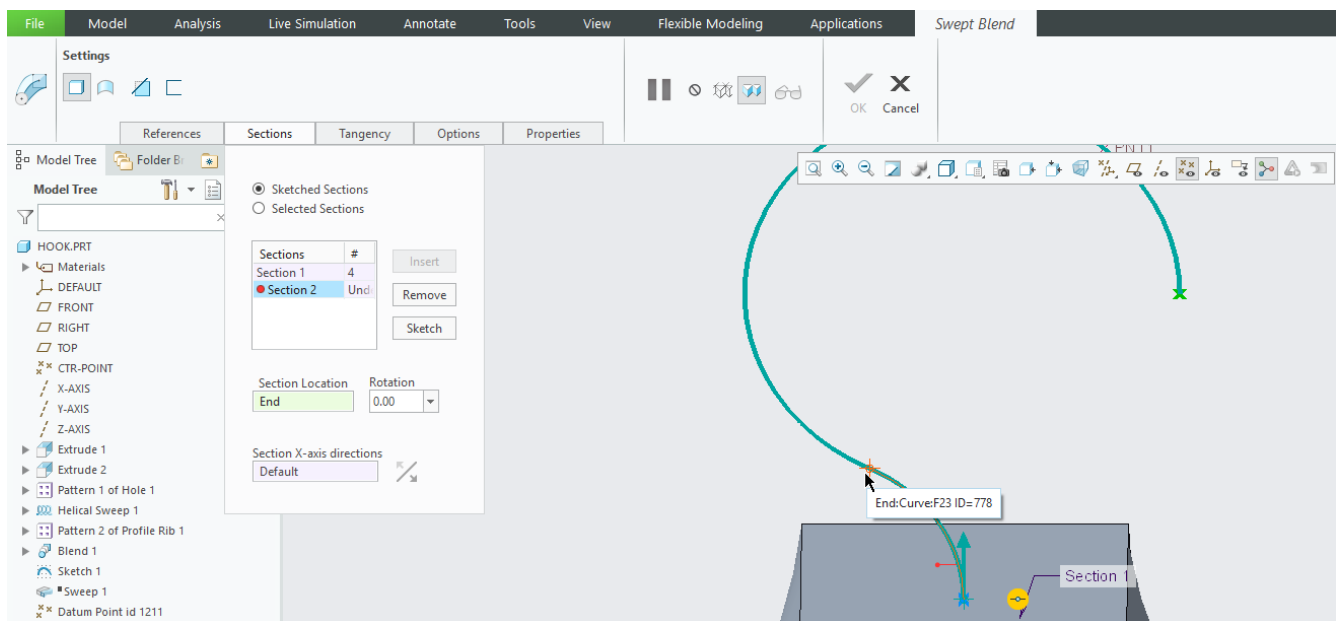 File Model Analysis Live Simulation Annotate Tools View Flexible Modeling Applications Swept Blend
Settings
OK Cancel
References Sections Tangency Options Properties
Model Tree Folder B
Model Tree
HOOK.PRT
Materials
DEFAULT
FRONT
RIGHT
TOP
CTR-POINT
X-AXIS
Y-AXIS
Z-AXIS
Extrude 1
Extrude 2
Pattern 1 of Hole 1
Helical Sweep 1
Pattern 2 of Profile Rib 1
Blend 1
Sketch 1
Sweep 1
Datum Point id 1211
Sketched Sections
Selected Sections
Sections #
Section 1 4
Section 2 Und
Insert
Remove
Sketch
Section Location Rotation
End 0.00
Section X-axis directions
Default
End:Curve:F23 ID=778
Section 1